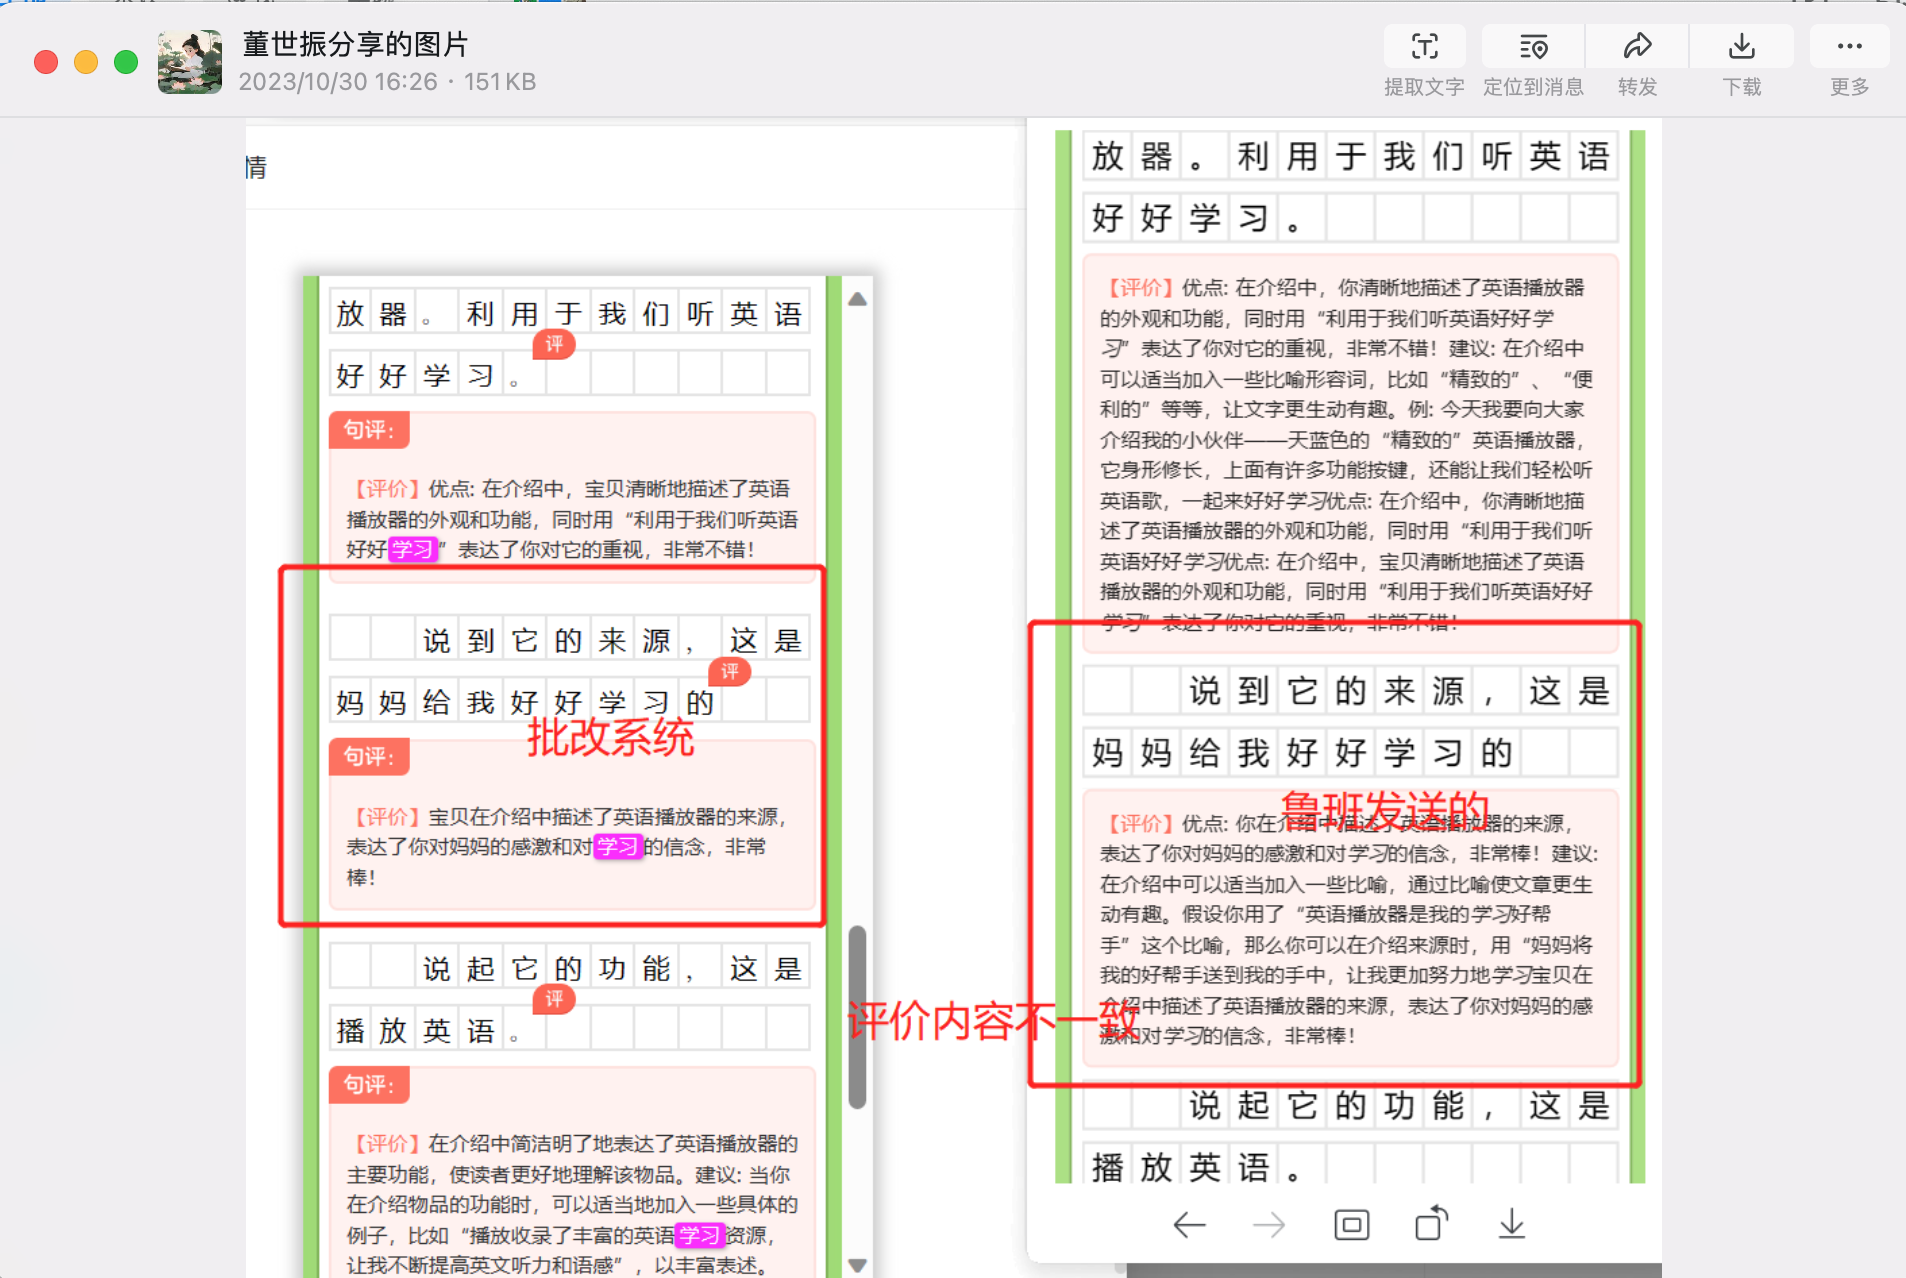 董世振分享的图片
2023/10/30 16:26 · 151KB
提取文字
定位到消息
转发
下载
更多
情
放器。利用于我们听英语
评
好好学习。
句评：
【评价】优点: 在介绍中，宝贝清晰地描述了英语
播放器的外观和功能，同时用“利用于我们听英语
好好学习”表达了你对它的重视，非常不错！
说到它的来源，这是
评
妈妈给我好好学习的
批改系统
句评：
【评价】宝贝在介绍中描述了英语播放器的来源，
表达了你对妈妈的感激和对学习的信念，非常
棒！
说起它的功能，这是
评
播放英语。
句评：
【评价】在介绍中简洁明了地表达了英语播放器的
主要功能，使读者更好地理解该物品。建议: 当你
在介绍物品的功能时，可以适当地加入一些具体的
例子，比如“播放收录了丰富的英语学习资源，
让我不断提高英文听力和语感”，以丰富表述。
评价内容不一致
放器。利用于我们听英语
好好学习。
【评价】优点: 在介绍中，你清晰地描述了英语播放器
的外观和功能，同时用“利用于我们听英语好好学
习”表达了你对它的重视，非常不错！建议: 在介绍中
可以适当加入一些比喻形容词，比如“精致的”、“便
利的”等等，让文字更生动有趣。例: 今天我要向大家
介绍我的小伙伴——天蓝色的“精致的”英语播放器，
它身形修长，上面有许多功能按键，还能让我们轻松听
英语歌，一起来好好学习优点: 在介绍中，你清晰地描
述了英语播放器的外观和功能，同时用“利用于我们听
英语好好学习优点: 在介绍中，宝贝清晰地描述了英语
播放器的外观和功能，同时用“利用于我们听英语好好
学习”表达了你对它的重视，非常不错！
说到它的来源，这是
妈妈给我好好学习的
鲁班发送的
【评价】优点: 你在介绍中描述了英语播放器的来源，
表达了你对妈妈的感激和对学习的信念，非常棒！建议:
在介绍中可以适当加入一些比喻，通过比喻使文章更生
动有趣。假设你用了“英语播放器是我的学习好帮
手”这个比喻，那么你可以在介绍来源时，用“妈妈将
我的好帮手送到我的手中，让我更加努力地学习宝贝在
介绍中描述了英语播放器的来源，表达了你对妈妈的感
激和对学习的信念，非常棒！
说起它的功能，这是
播放英语。